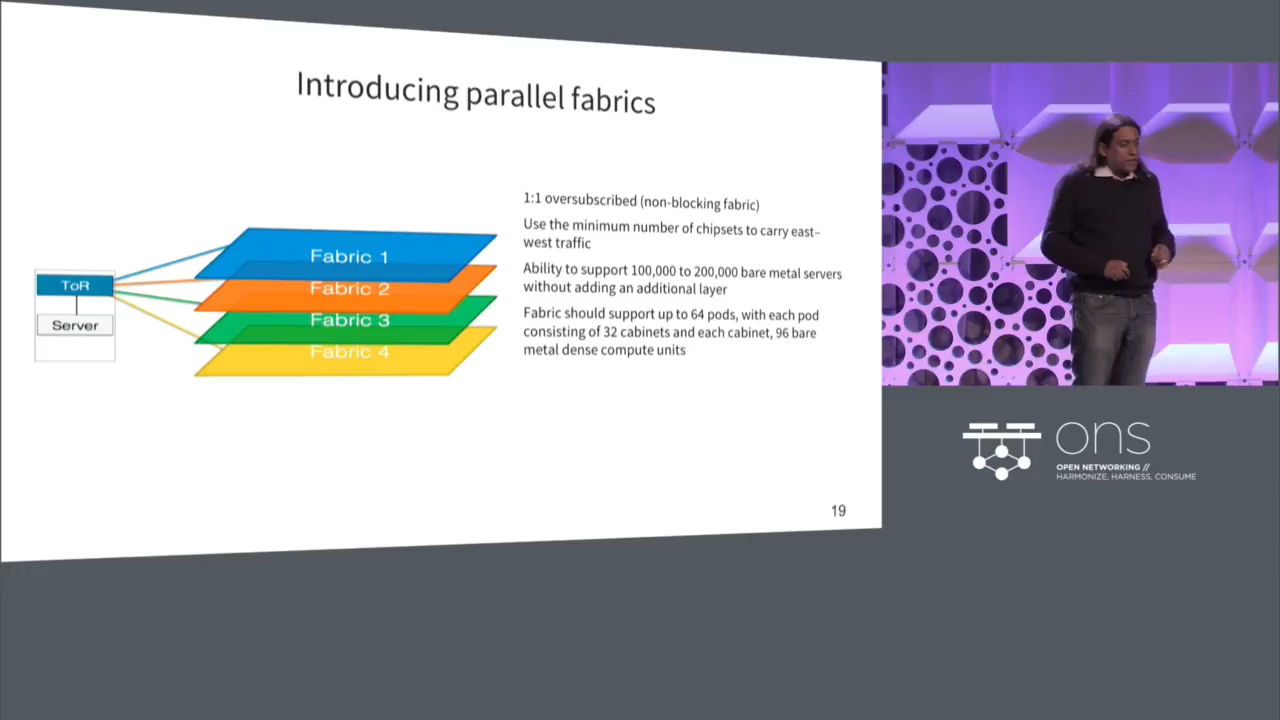 Introducing parallel fabrics
1:1 oversubscribed (non-blocking fabric)
Use the minimum number of chipsets to carry east–
west traffic
Ability to support 100,000 to 200,000 bare metal servers
without adding an additional layer
Fabric should support up to 64 pods, with each pod
consisting of 32 cabinets and each cabinet, 96 bare
metal dense compute units
ToR
Server
Fabric 1
Fabric 2
Fabric 3
Fabric 4
19
ons
OPEN NETWORKING //
HARMONIZE, HARNESS, CONSUME